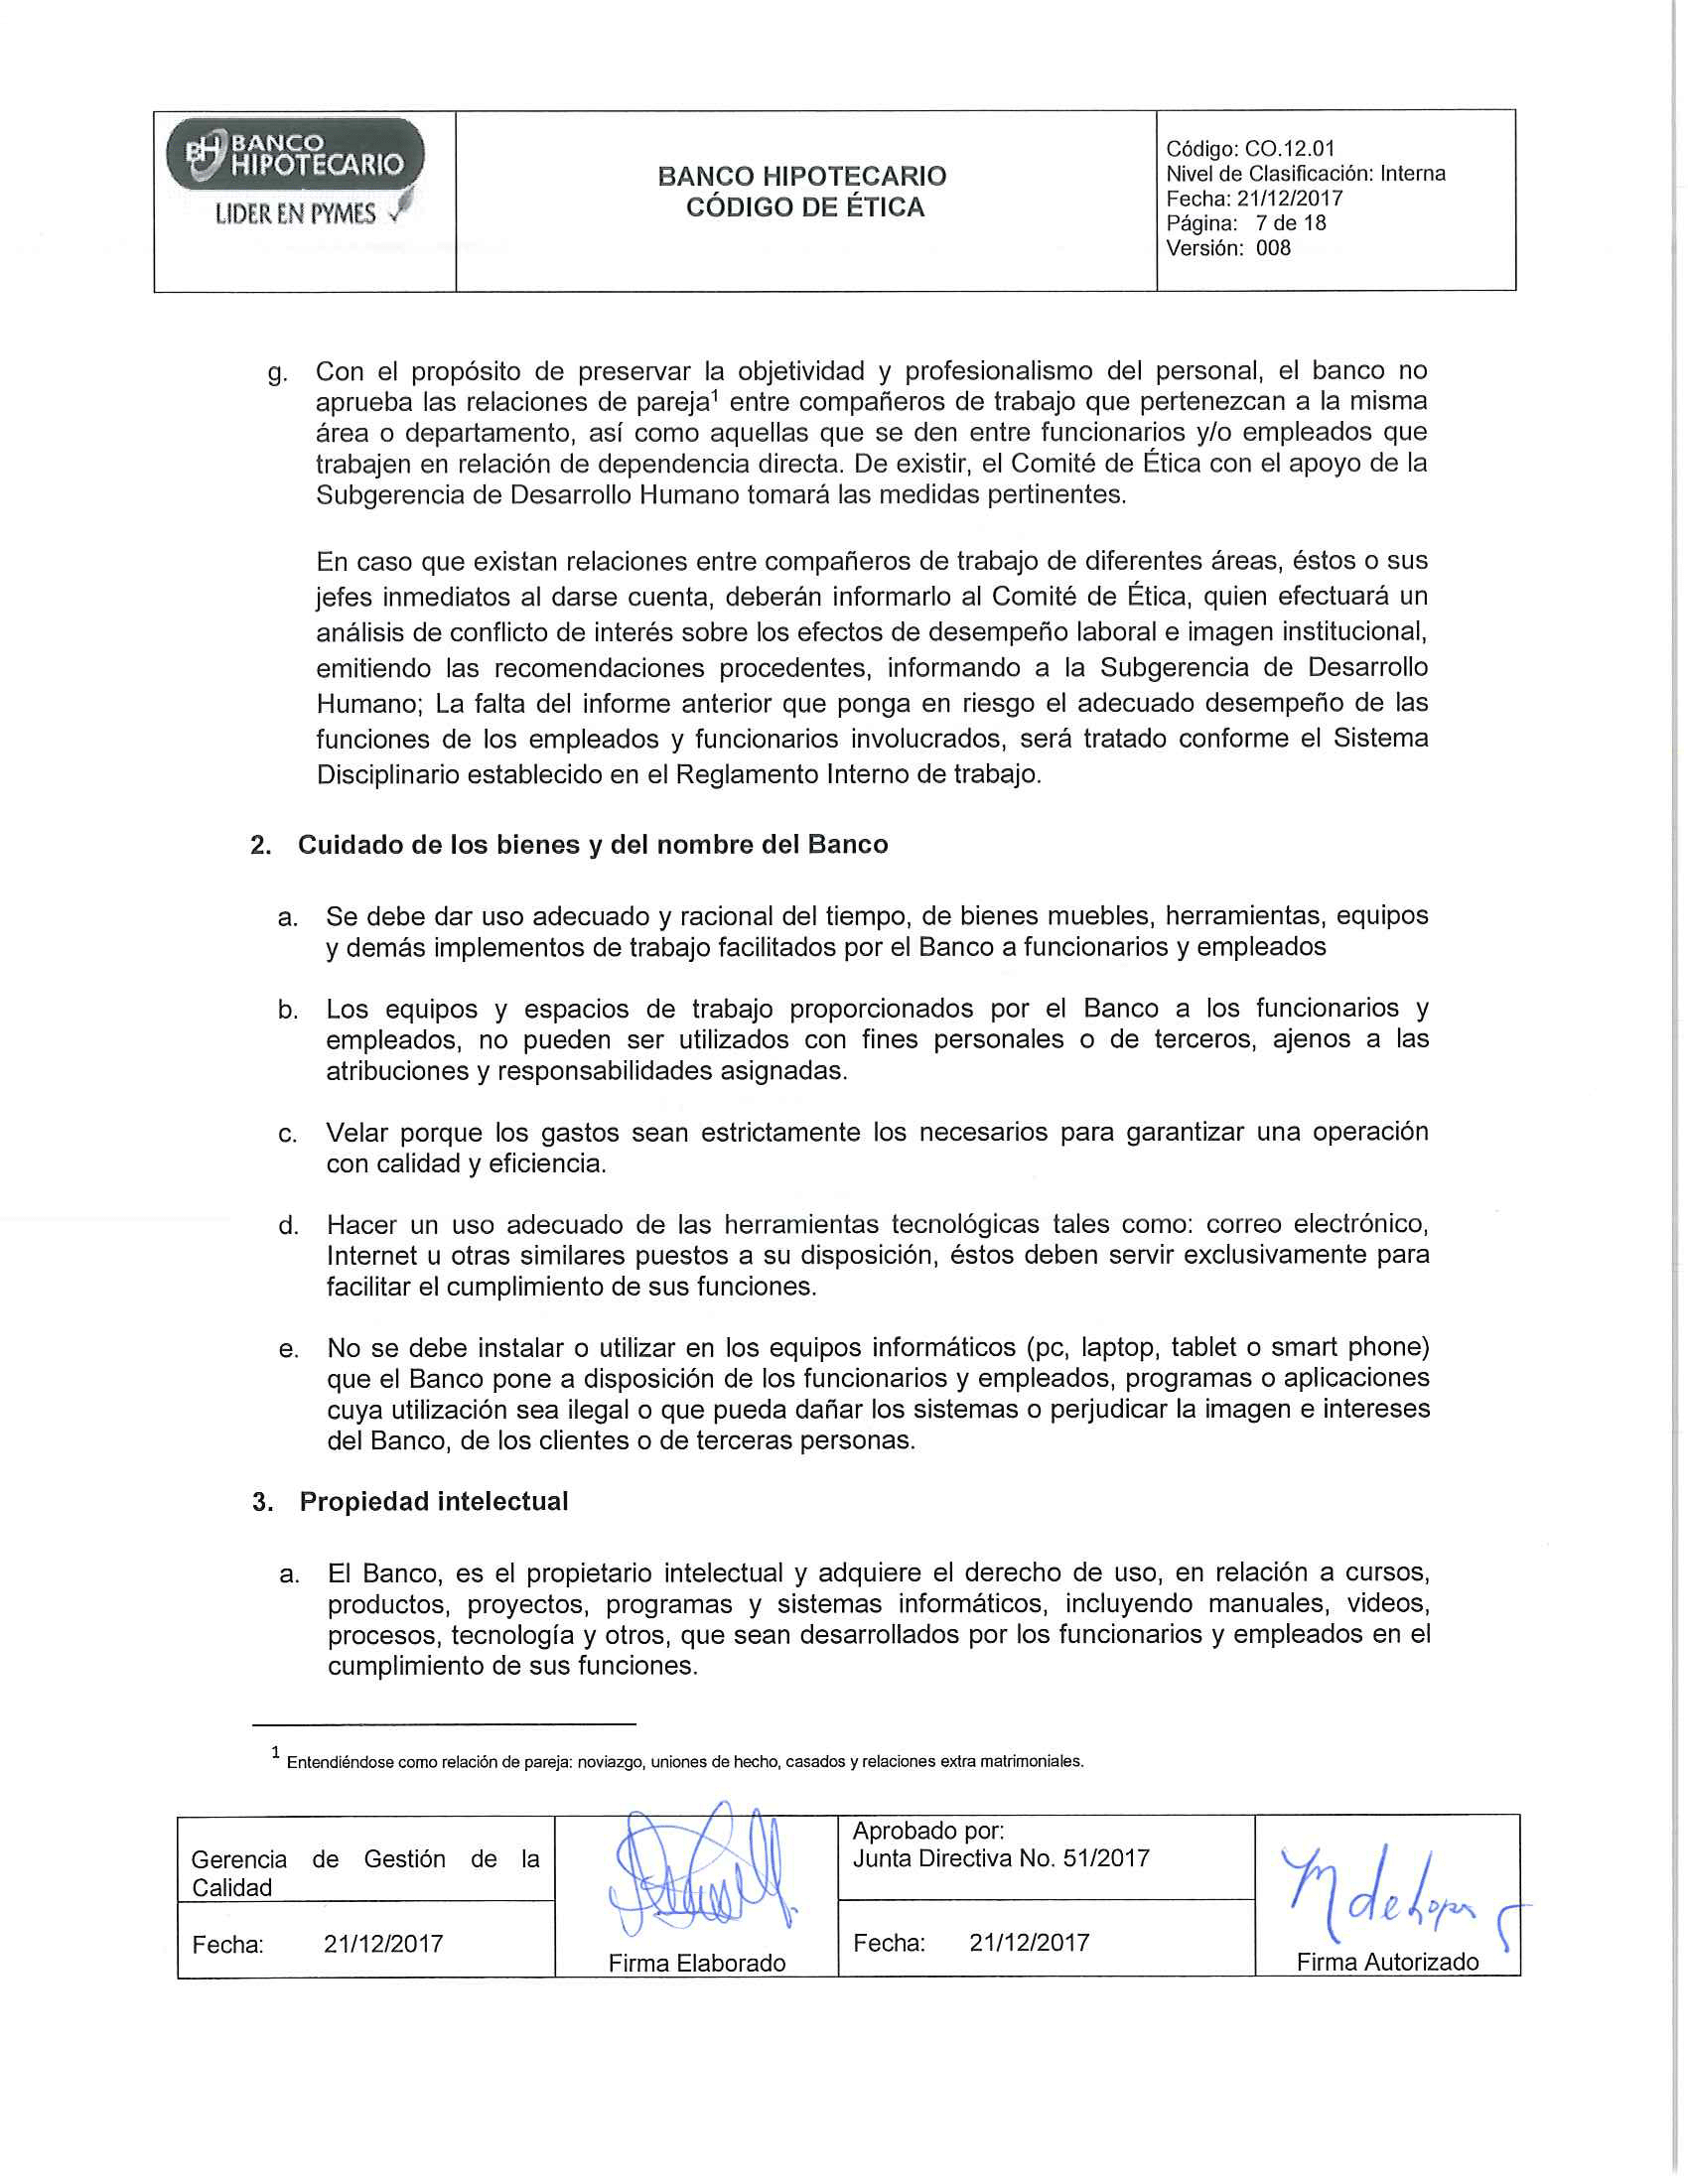 BANCO
HIPOTECARIO
LIDER EN PYMES
BANCO HIPOTECARIO
CÓDIGO DE ÉTICA
Código: CO.12.01
Nivel de Clasificación: Interna
Fecha: 21/12/2017
Página: 7 de 18
Versión: 008
g. Con el propósito de preservar la objetividad y profesionalismo del personal, el banco no
aprueba las relaciones de pareja¹ entre compañeros de trabajo que pertenezcan a la misma
área o departamento, así como aquellas que se den entre funcionarios y/o empleados que
trabajen en relación de dependencia directa. De existir, el Comité de Ética con el apoyo de la
Subgerencia de Desarrollo Humano tomará las medidas pertinentes.
En caso que existan relaciones entre compañeros de trabajo de diferentes áreas, éstos o sus
jefes inmediatos al darse cuenta, deberán informarlo al Comité de Ética, quien efectuará un
análisis de conflicto de interés sobre los efectos de desempeño laboral e imagen institucional,
emitiendo las recomendaciones procedentes, informando a la Subgerencia de Desarrollo
Humano; La falta del informe anterior que ponga en riesgo el adecuado desempeño de las
funciones de los empleados y funcionarios involucrados, será tratado conforme el Sistema
Disciplinario establecido en el Reglamento Interno de trabajo.
2. Cuidado de los bienes y del nombre del Banco
a. Se debe dar uso adecuado y racional del tiempo, de bienes muebles, herramientas, equipos
y demás implementos de trabajo facilitados por el Banco a funcionarios y empleados
b. Los equipos y espacios de trabajo proporcionados por el Banco a los funcionarios y
empleados, no pueden ser utilizados con fines personales o de terceros, ajenos a las
atribuciones y responsabilidades asignadas.
c. Velar porque los gastos sean estrictamente los necesarios para garantizar una operación
con calidad y eficiencia.
d. Hacer un uso adecuado de las herramientas tecnológicas tales como: correo electrónico,
Internet u otras similares puestos a su disposición, éstos deben servir exclusivamente para
facilitar el cumplimiento de sus funciones.
e. No se debe instalar o utilizar en los equipos informáticos (pc, laptop, tablet o smart phone)
que el Banco pone a disposición de los funcionarios y empleados, programas o aplicaciones
cuya utilización sea ilegal o que pueda dañar los sistemas o perjudicar la imagen e intereses
del Banco, de los clientes o de terceras personas.
3. Propiedad intelectual
a. El Banco, es el propietario intelectual y adquiere el derecho de uso, en relación a cursos,
productos, proyectos, programas y sistemas informáticos, incluyendo manuales, videos,
procesos, tecnología y otros, que sean desarrollados por los funcionarios y empleados en el
cumplimiento de sus funciones.
¹ Entendiéndose como relación de pareja: noviazgo, uniones de hecho, casados y relaciones extra matrimoniales.
Gerencia de Gestión de la
Calidad
Fecha: 21/12/2017
Firma Elaborado
Aprobado por:
Junta Directiva No. 51/2017
Fecha: 21/12/2017
Firma Autorizado